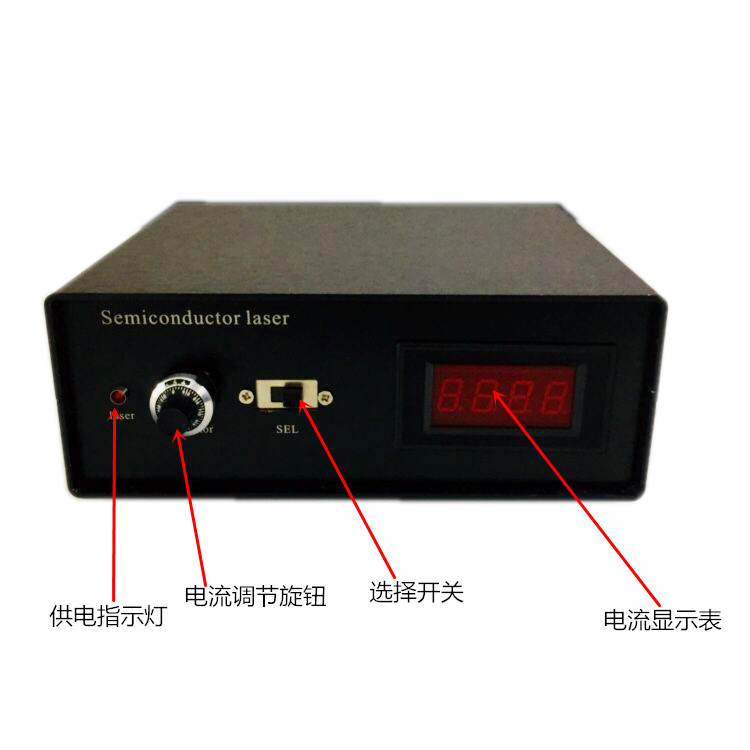 Semiconductor laser
laser
SEL
8.8.8.8
供电指示灯
电流调节旋钮
选择开关
电流显示表